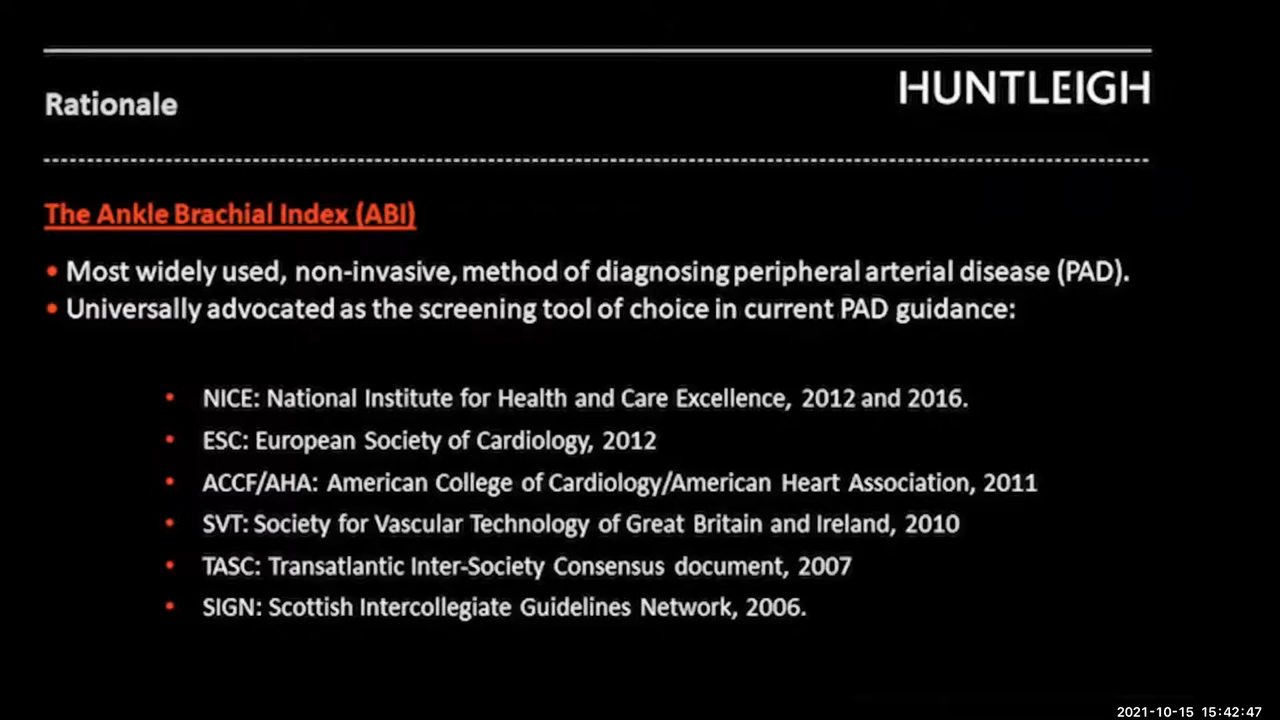 HUNTLEIGH
Rationale
The Ankle Brachial Index (ABI)
• Most widely used, non-invasive, method of diagnosing peripheral arterial disease (PAD).
• Universally advocated as the screening tool of choice in current PAD guidance:
• NICE: National Institute for Health and Care Excellence, 2012 and 2016.
• ESC: European Society of Cardiology, 2012
• ACCF/AHA: American College of Cardiology/American Heart Association, 2011
• SVT: Society for Vascular Technology of Great Britain and Ireland, 2010
• TASC: Transatlantic Inter-Society Consensus document, 2007
• SIGN: Scottish Intercollegiate Guidelines Network, 2006.
2021-10-15 15:42:47